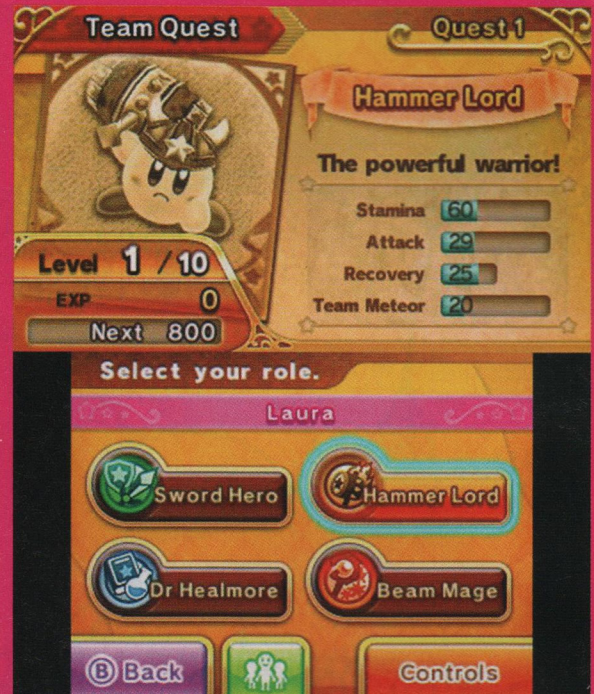 Team Quest
Quest 1
Hammer Lord
The powerful warrior!
Stamina 60
Attack 29
Recovery 25
Team Meteor 20
Level 1 / 10
EXP 0
Next 800
Select your role.
Laura
Sword Hero
Hammer Lord
Dr Healmore
Beam Mage
B Back
Controls